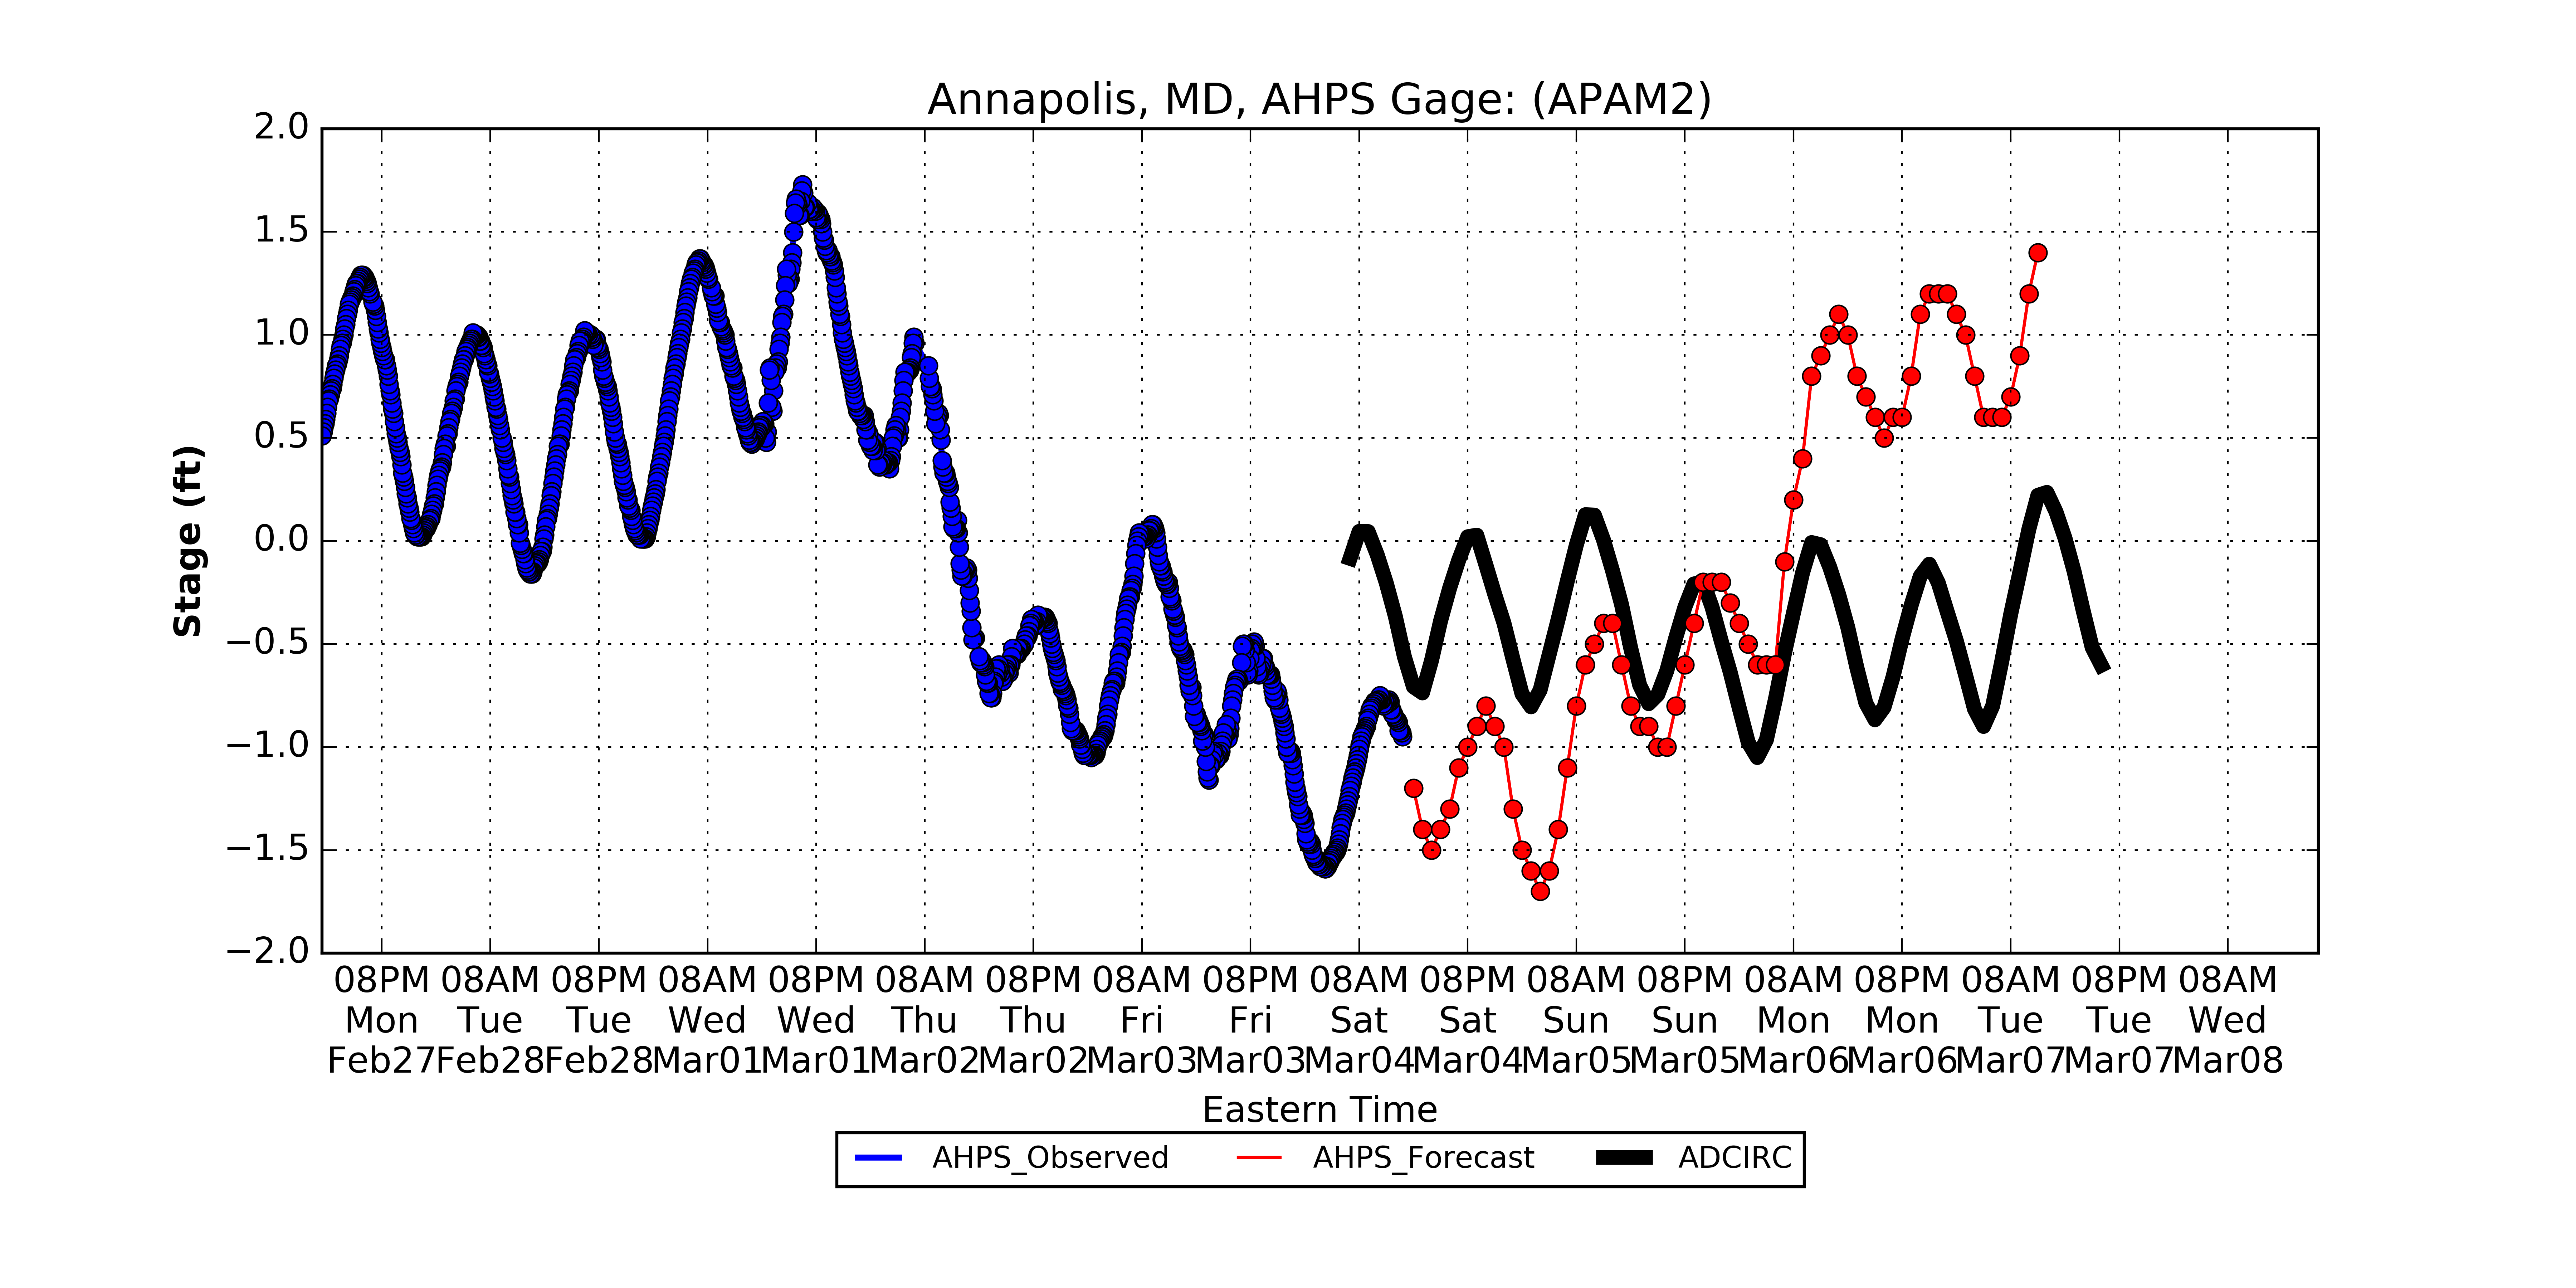 Annapolis, MD, AHPS Gage: (APAM2)
2.0
1.5
1.0
0.5
0.0
−0.5
−1.0
−1.5
−2.0
Stage (ft)
08PM 08AM 08PM 08AM 08PM 08AM 08PM 08AM 08PM 08AM 08PM 08AM 08PM 08AM 08PM 08AM 08PM 08AM
Mon Tue Tue Wed Wed Thu Thu Fri Fri Sat Sat Sun Sun Mon Mon Tue Tue Wed
Feb27 Feb28 Feb28 Mar01 Mar01 Mar02 Mar02 Mar03 Mar03 Mar04 Mar04 Mar05 Mar05 Mar06 Mar06 Mar07 Mar07 Mar08
Eastern Time
AHPS_Observed AHPS_Forecast ADCIRC